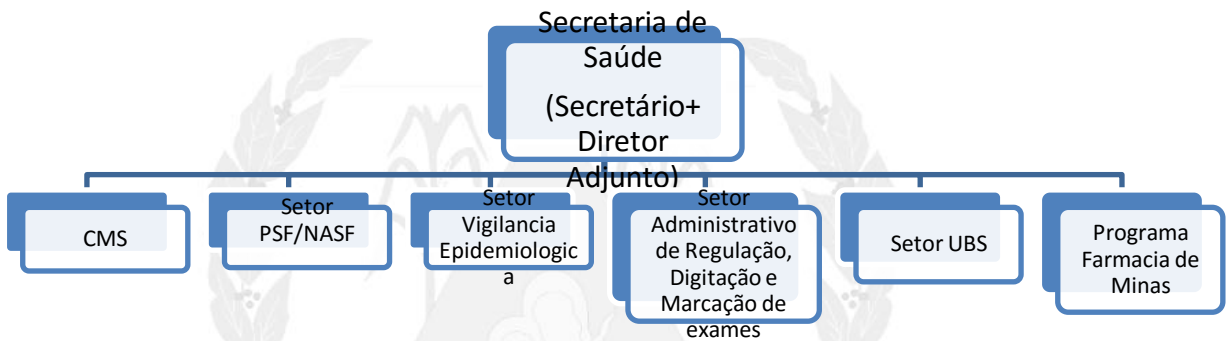 Secretaria de
Saúde
(Secretário+
Diretor
Adjunto)
CMS
Setor
PSF/NASF
Setor
Vigilancia
Epidemiologic
a
Setor
Administrativo
de Regulação,
Digitação e
Marcação de
exames
Setor UBS
Programa
Farmacia de
Minas